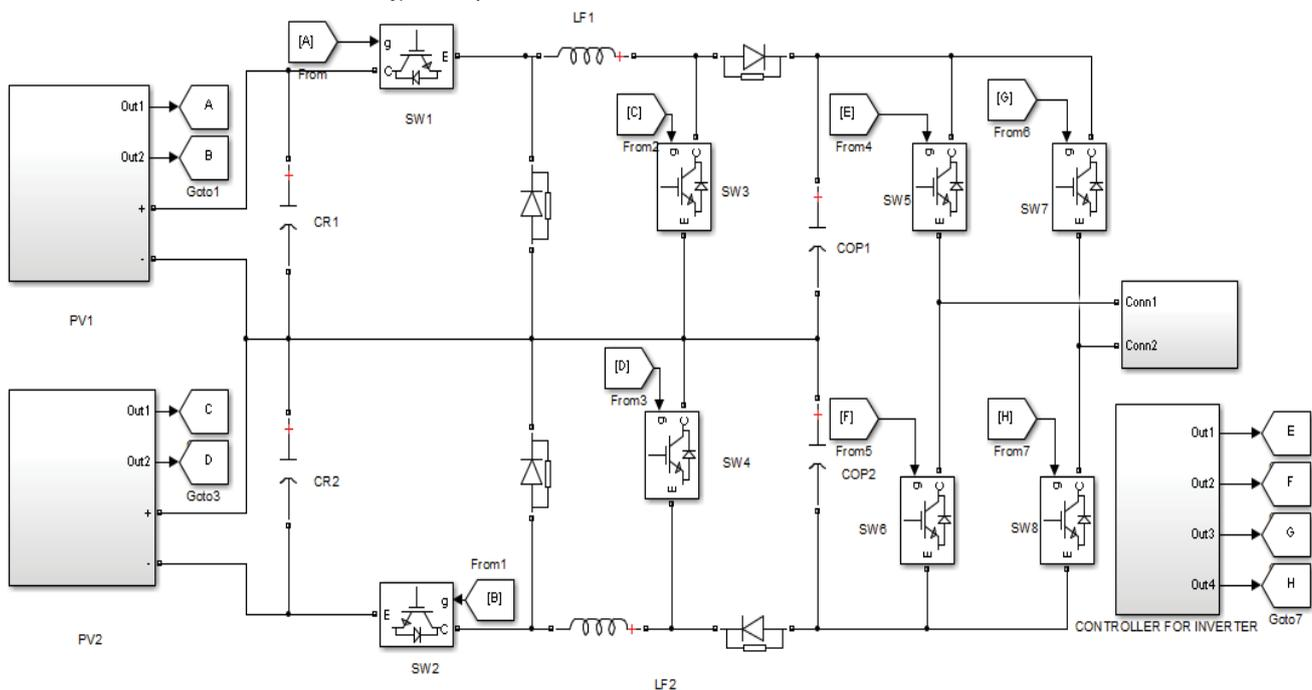 LF1
[A]
From
g
C
E
SW1
Out1
A
Out2
B
Goto1
+
-
PV1
+
CR1
+
[C]
From2
g
C
E
SW3
+
COP1
[E]
From4
g
C
E
SW5
[G]
From6
g
C
E
SW7
Conn1
Conn2
Out1
C
Out2
D
Goto3
+
-
PV2
+
CR2
[D]
From3
g
C
E
SW4
+
COP2
[F]
From5
g
C
E
SW6
[H]
From7
g
C
E
SW8
Out1
E
Out2
F
Out3
G
Out4
H
Goto7
CONTROLLER FOR INVERTER
From1
[B]
g
E
C
SW2
+
LF2